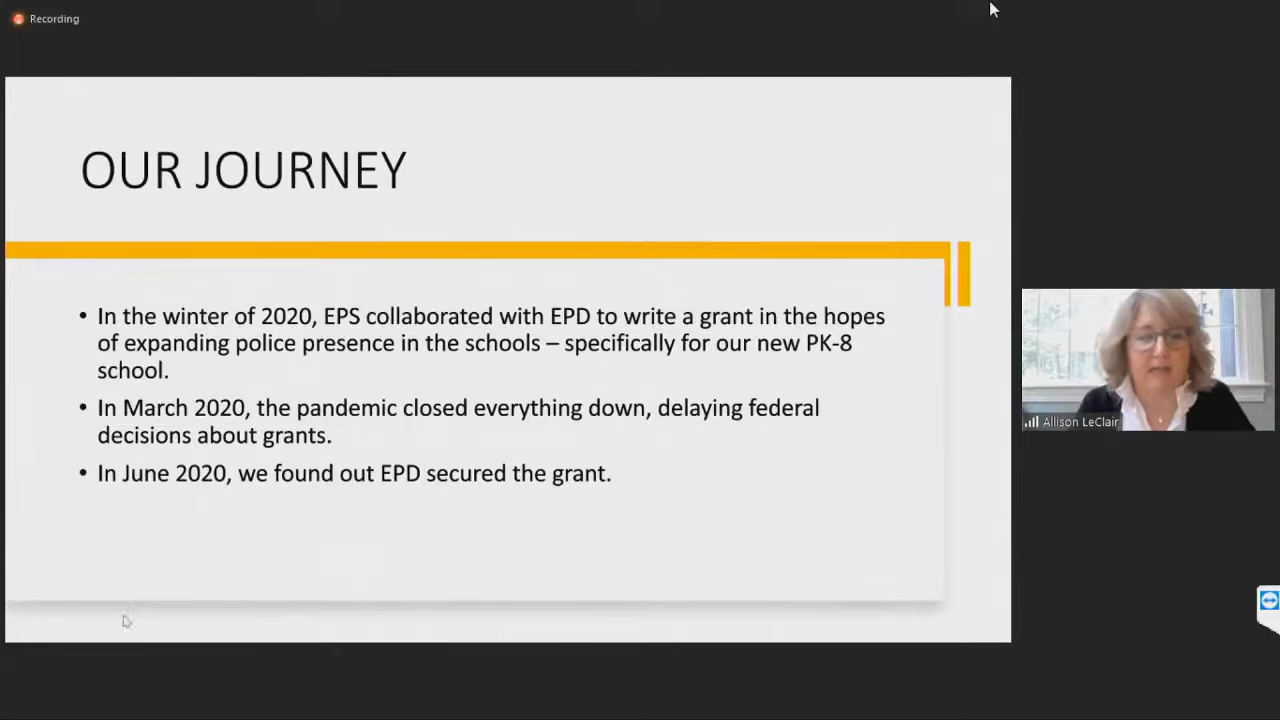 Recording
OUR JOURNEY
• In the winter of 2020, EPS collaborated with EPD to write a grant in the hopes
of expanding police presence in the schools – specifically for our new PK-8
school.
• In March 2020, the pandemic closed everything down, delaying federal
decisions about grants.
• In June 2020, we found out EPD secured the grant.
Allison LeClair